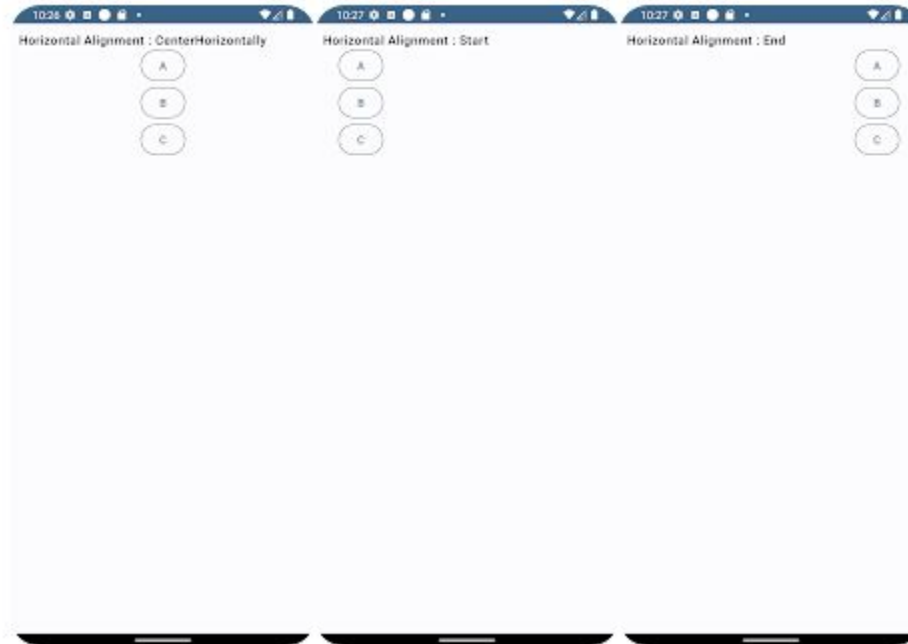 10:26
Horizontal Alignment : CenterHorizontally
A
B
C
10:27
Horizontal Alignment : Start
A
B
C
10:27
Horizontal Alignment : End
A
B
C